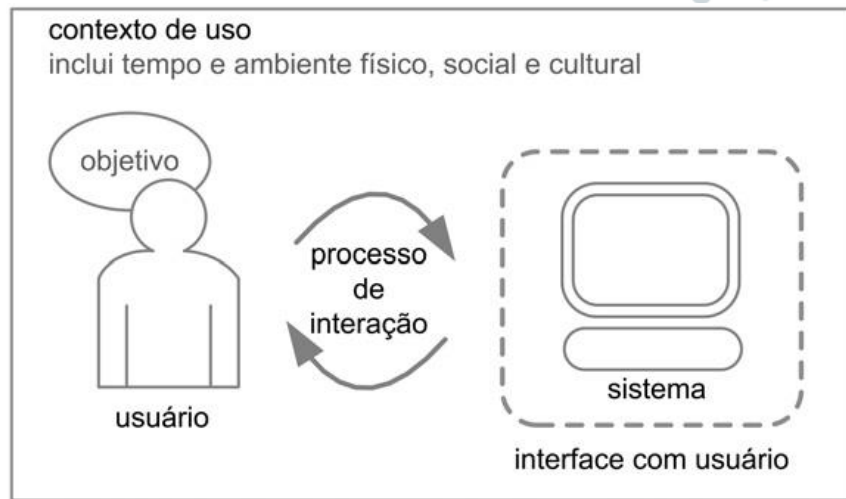 contexto de uso
inclui tempo e ambiente físico, social e cultural
objetivo
processo
de
interação
usuário
sistema
interface com usuário